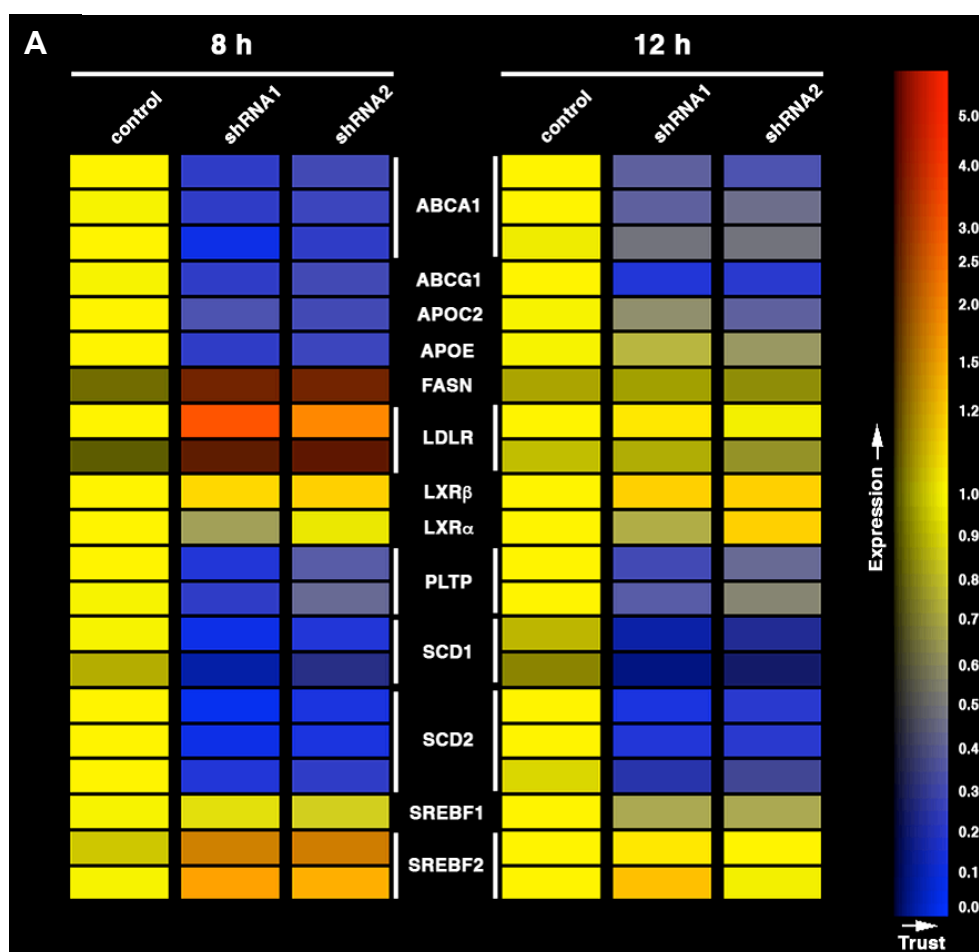 A
8 h
12 h
control
shRNA1
shRNA2
control
shRNA1
shRNA2
ABCA1
ABCG1
APOC2
APOE
FASN
LDLR
LXRβ
LXRα
PLTP
SCD1
SCD2
SREBF1
SREBF2
5.0
4.0
3.0
2.5
2.0
1.5
1.2
1.0
0.9
0.8
0.7
0.6
0.5
0.4
0.3
0.2
0.1
0.0
Expression
Trust